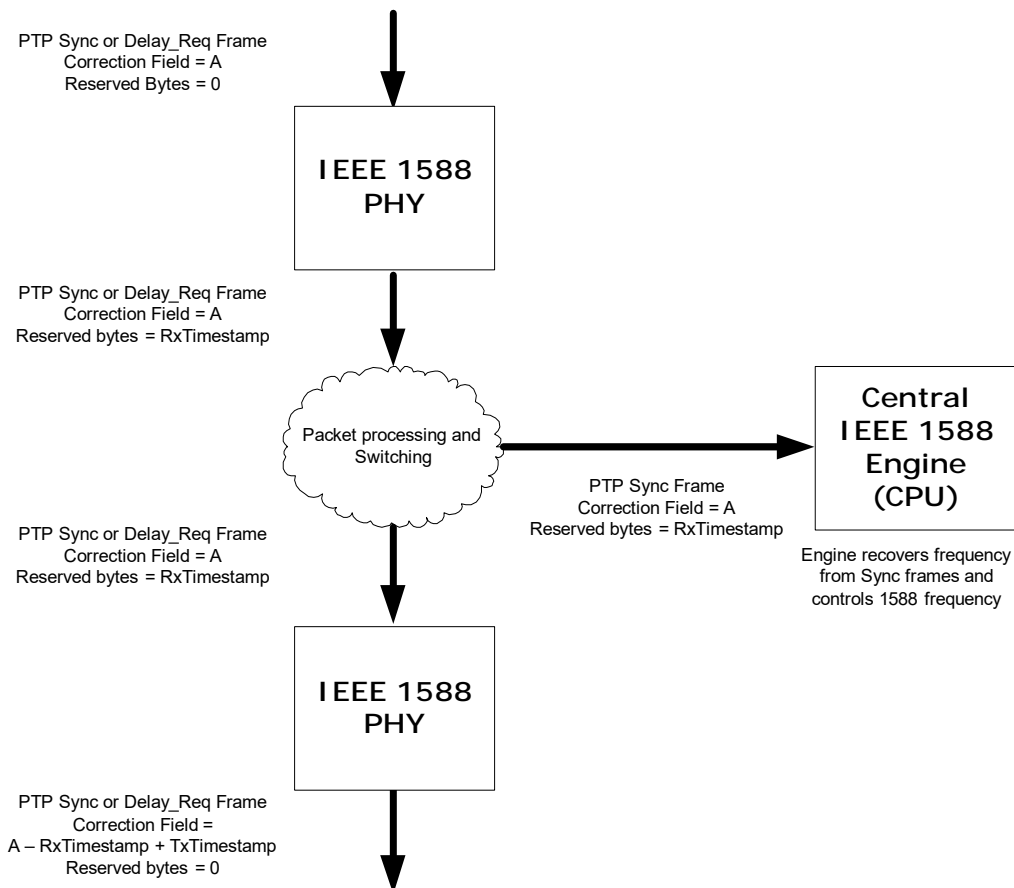 PTP Sync or Delay_Req Frame
Correction Field = A
Reserved Bytes = 0
IEEE 1588
PHY
PTP Sync or Delay_Req Frame
Correction Field = A
Reserved bytes = RxTimestamp
Packet processing and
Switching
Central
IEEE 1588
Engine
(CPU)
PTP Sync Frame
Correction Field = A
Reserved bytes = RxTimestamp
Engine recovers frequency
from Sync frames and
controls 1588 frequency
PTP Sync or Delay_Req Frame
Correction Field = A
Reserved bytes = RxTimestamp
IEEE 1588
PHY
PTP Sync or Delay_Req Frame
Correction Field =
A – RxTimestamp + TxTimestamp
Reserved bytes = 0